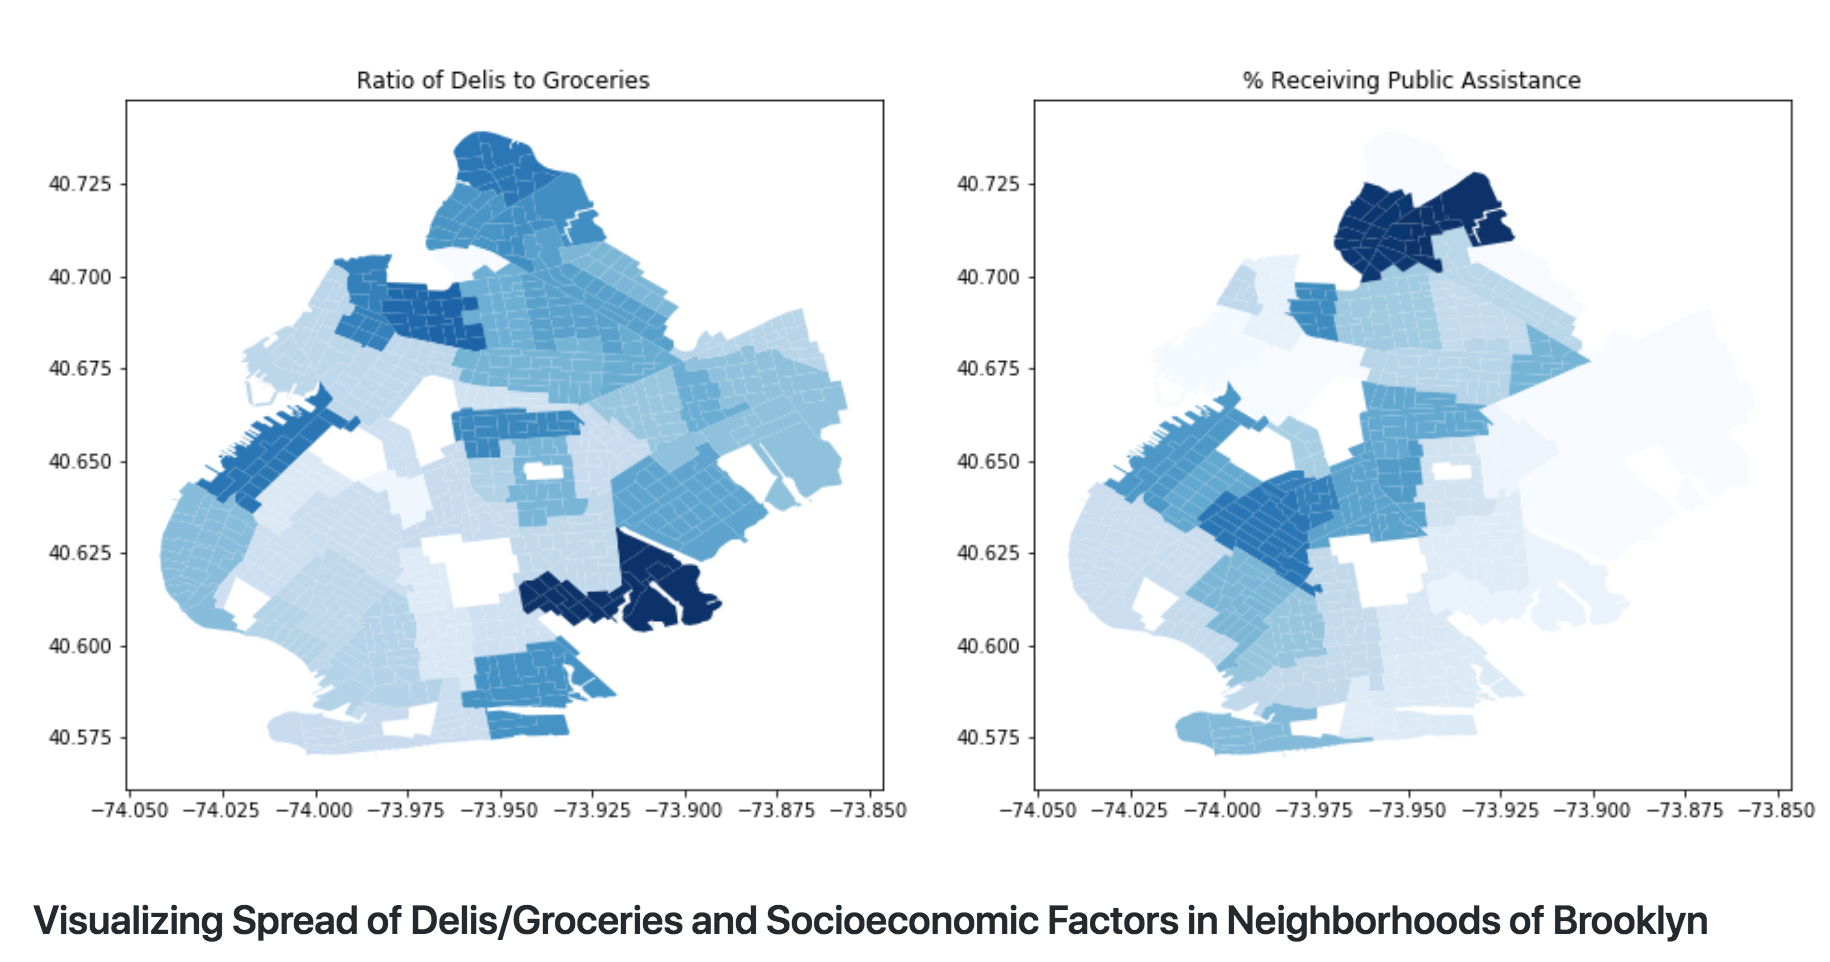 Ratio of Delis to Groceries
% Receiving Public Assistance
40.725
40.700
40.675
40.650
40.625
40.600
40.575
−74.050 −74.025 −74.000 −73.975 −73.950 −73.925 −73.900 −73.875 −73.850
40.725
40.700
40.675
40.650
40.625
40.600
40.575
−74.050 −74.025 −74.000 −73.975 −73.950 −73.925 −73.900 −73.875 −73.850
Visualizing Spread of Delis/Groceries and Socioeconomic Factors in Neighborhoods of Brooklyn